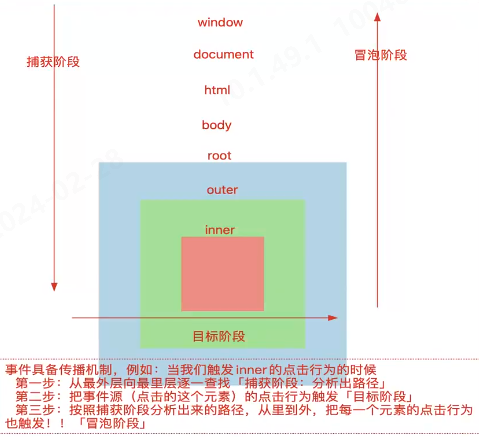 window
document
捕获阶段
冒泡阶段
html
body
root
outer
inner
目标阶段
事件具备传播机制，例如：当我们触发inner的点击行为的时候
第一步：从最外层向最里层逐一查找「捕获阶段：分析出路径」
第二步：把事件源（点击的这个元素）的点击行为触发「目标阶段」
第三步：按照捕获阶段分析出来的路径，从里到外，把每一个元素的点击行为
也触发！！「冒泡阶段」